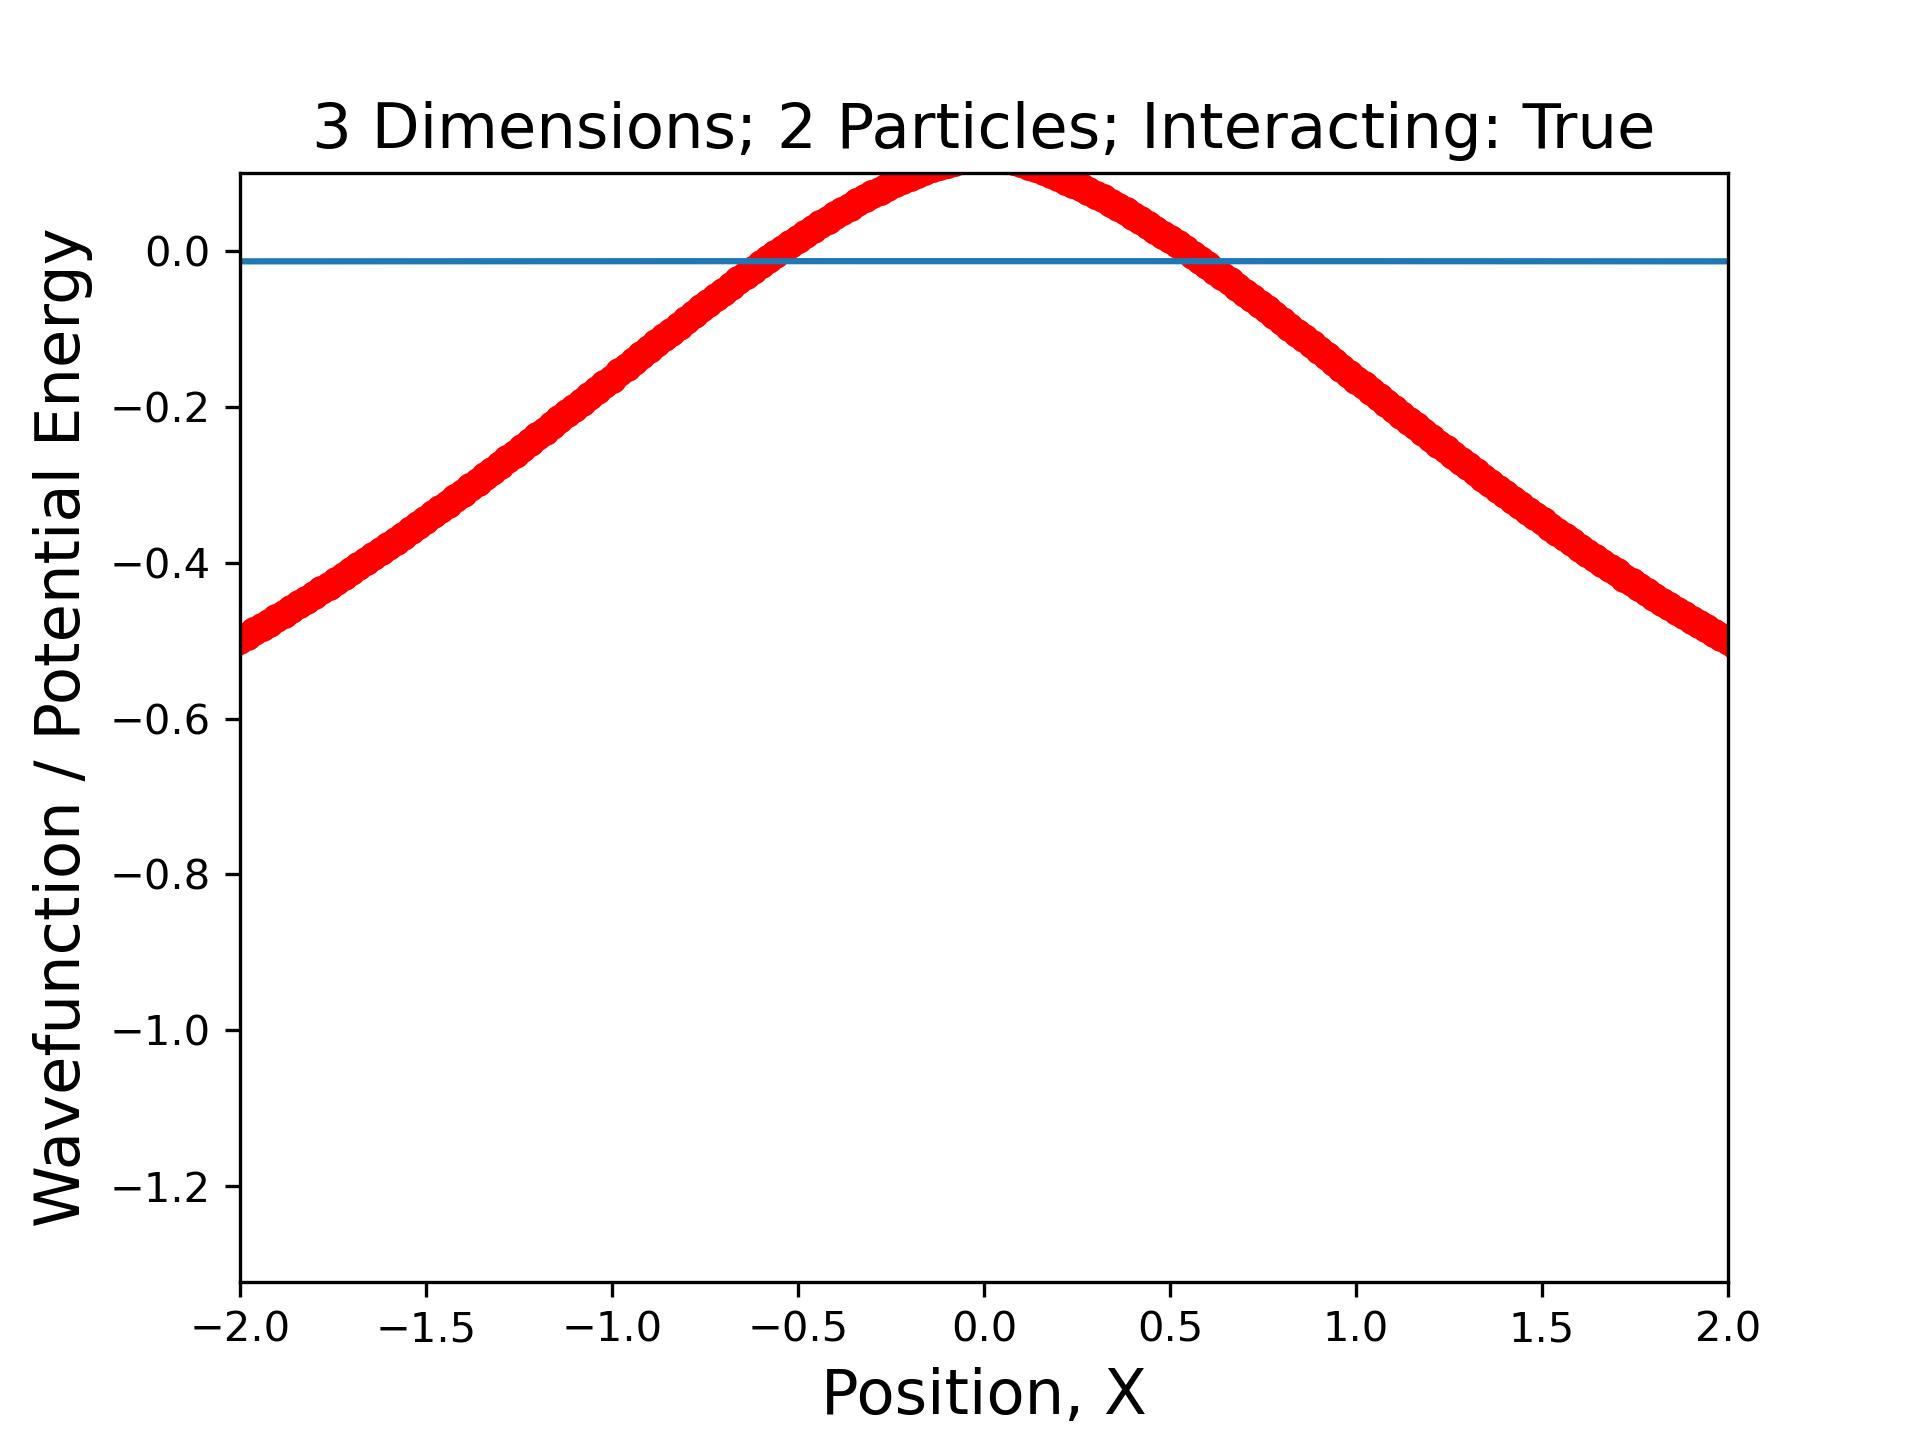 3 Dimensions; 2 Particles; Interacting: True
Wavefunction / Potential Energy
0.0
−0.2
−0.4
−0.6
−0.8
−1.0
−1.2
−2.0 −1.5 −1.0 −0.5 0.0 0.5 1.0 1.5 2.0
Position, X